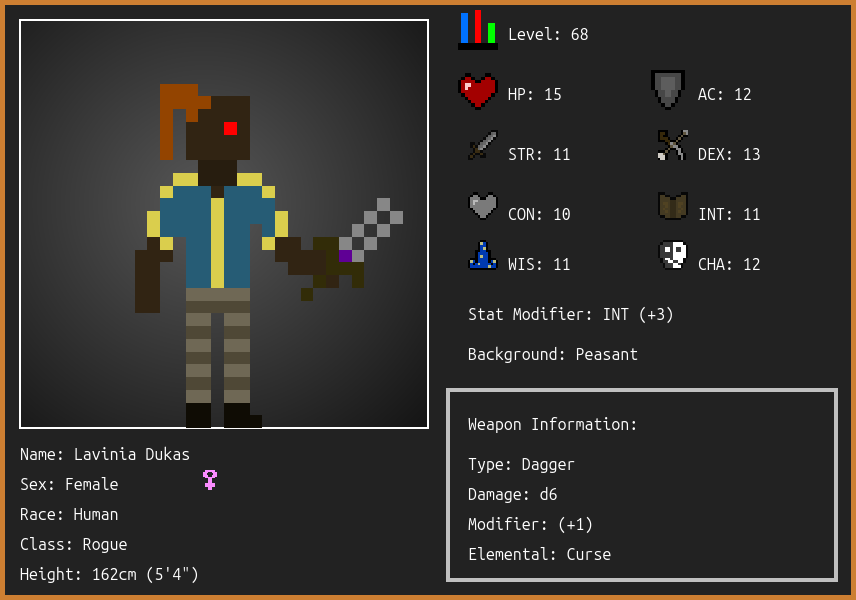 Level: 68
HP: 15
AC: 12
STR: 11
DEX: 13
CON: 10
INT: 11
WIS: 11
CHA: 12
Stat Modifier: INT (+3)
Background: Peasant
Weapon Information:
Type: Dagger
Damage: d6
Modifier: (+1)
Elemental: Curse
Name: Lavinia Dukas
Sex: Female
Race: Human
Class: Rogue
Height: 162cm (5'4")